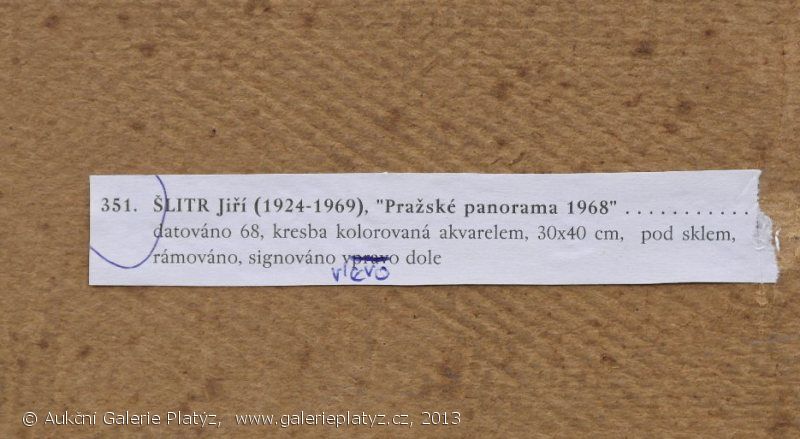 351. ŠLITR Jiří (1924-1969), "Pražské panorama 1968" ............
datováno 68, kresba kolorovaná akvarelem, 30x40 cm, pod sklem,
rámováno, signováno vpravo dole
vlevo
© Aukční Galerie Platýz, www.galerieplatyz.cz, 2013